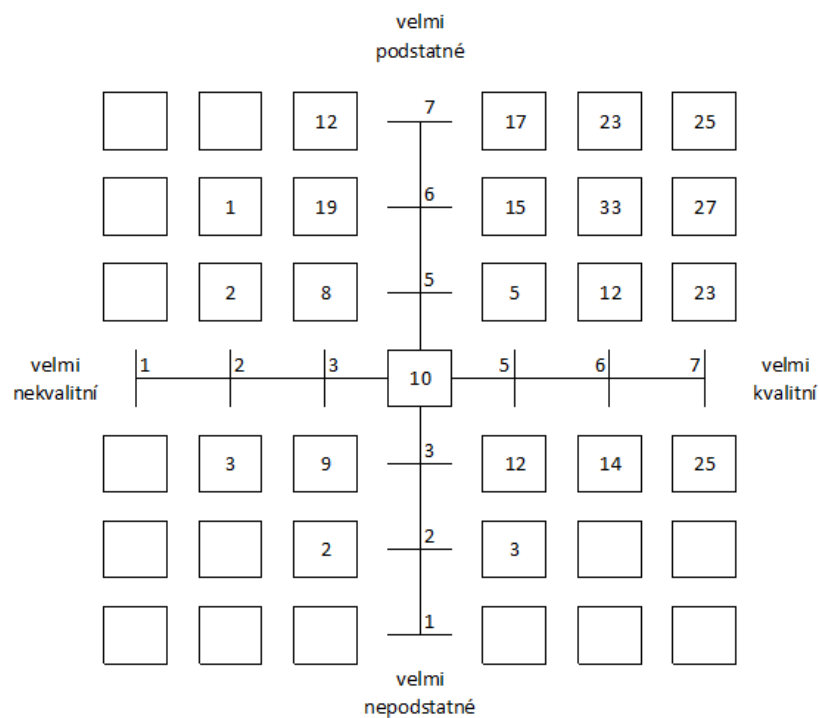 velmi
podstatné
12 7 17 23 25
1 19 6 15 33 27
2 8 5 5 12 23
velmi
nekvalitní
1 2 3 10 5 6 7
velmi
kvalitní
3 9 3 12 14 25
2 2 3
1
velmi
nepodstatné